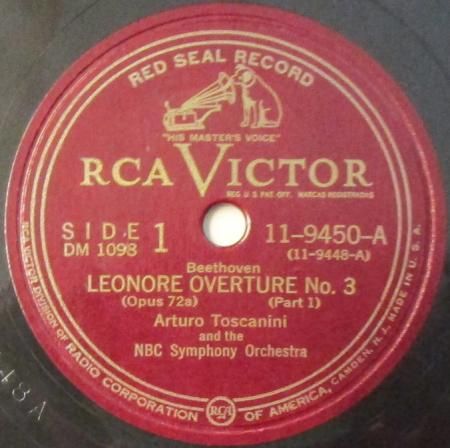 RED SEAL RECORD
"HIS MASTER'S VOICE"
RCA VICTOR
REG. U.S. PAT. OFF. MARCAS REGISTRADAS
SIDE 1
DM 1098
11-9450-A
(11-9448-A)
Beethoven
LEONORE OVERTURE No. 3
(Opus 72a) (Part 1)
Arturo Toscanini
and the
NBC Symphony Orchestra
RCA VICTOR DIVISION OF RADIO CORPORATION OF AMERICA, CAMDEN, N. J. MADE IN U. S. A.
RCA
48A